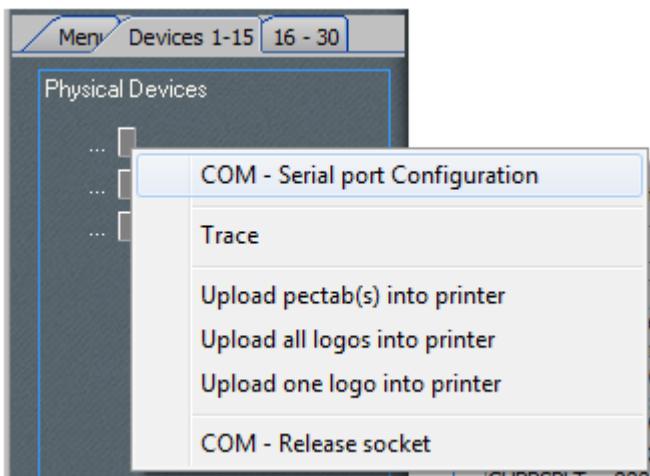 Menu Devices 1-15 16 - 30
Physical Devices
...
COM - Serial port Configuration
...
...
Trace
Upload pectab(s) into printer
Upload all logos into printer
Upload one logo into printer
COM - Release socket